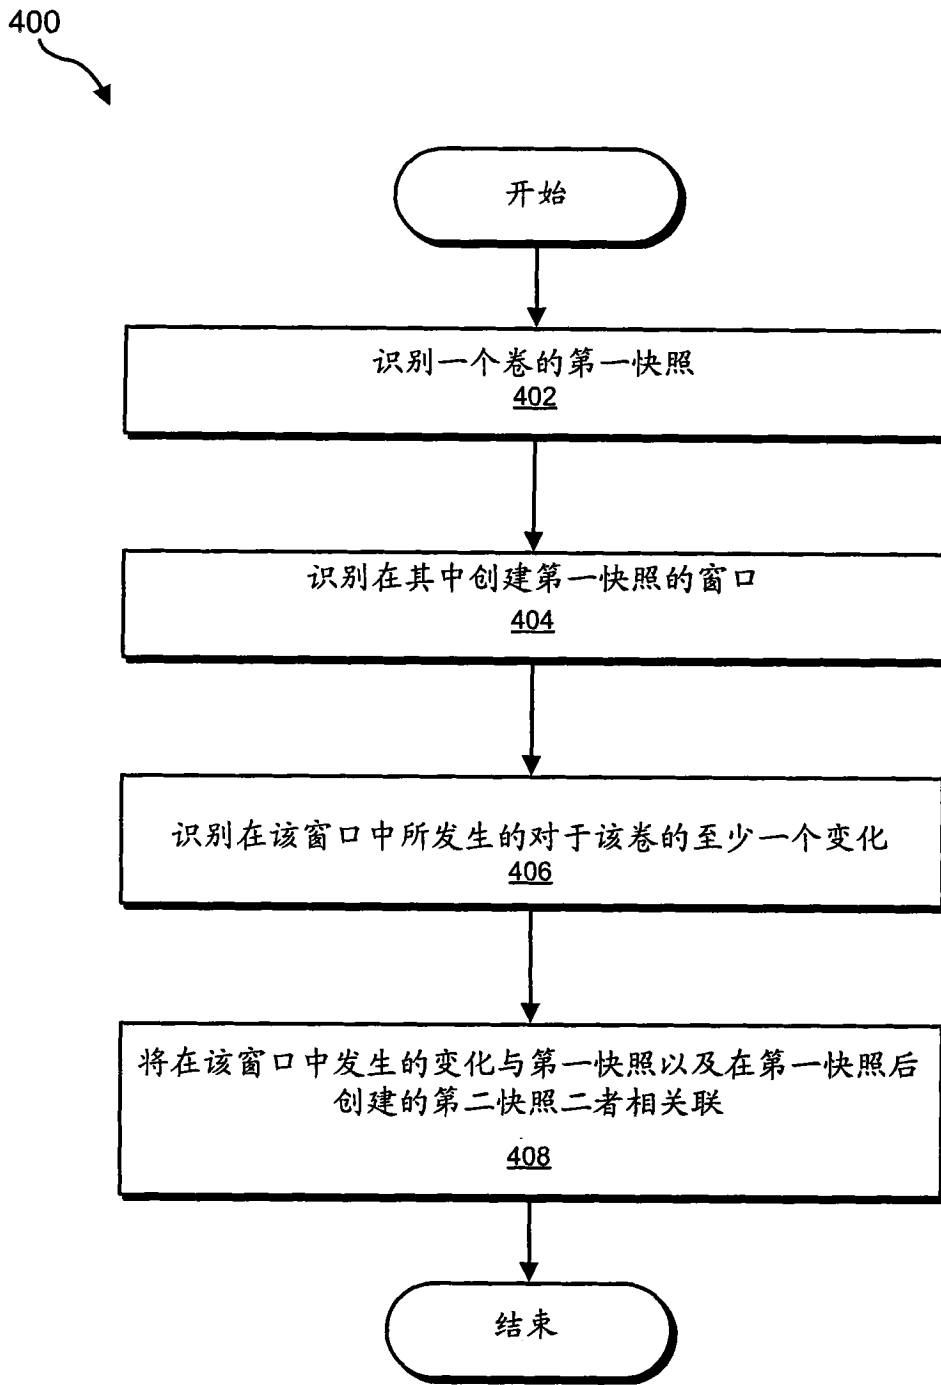 400
开始
识别一个卷的第一快照
402
识别在其中创建第一快照的窗口
404
识别在该窗口中所发生的对于该卷的至少一个变化
406
将在该窗口中发生的变化与第一快照以及在第一快照后
创建的第二快照二者相关联
408
结束